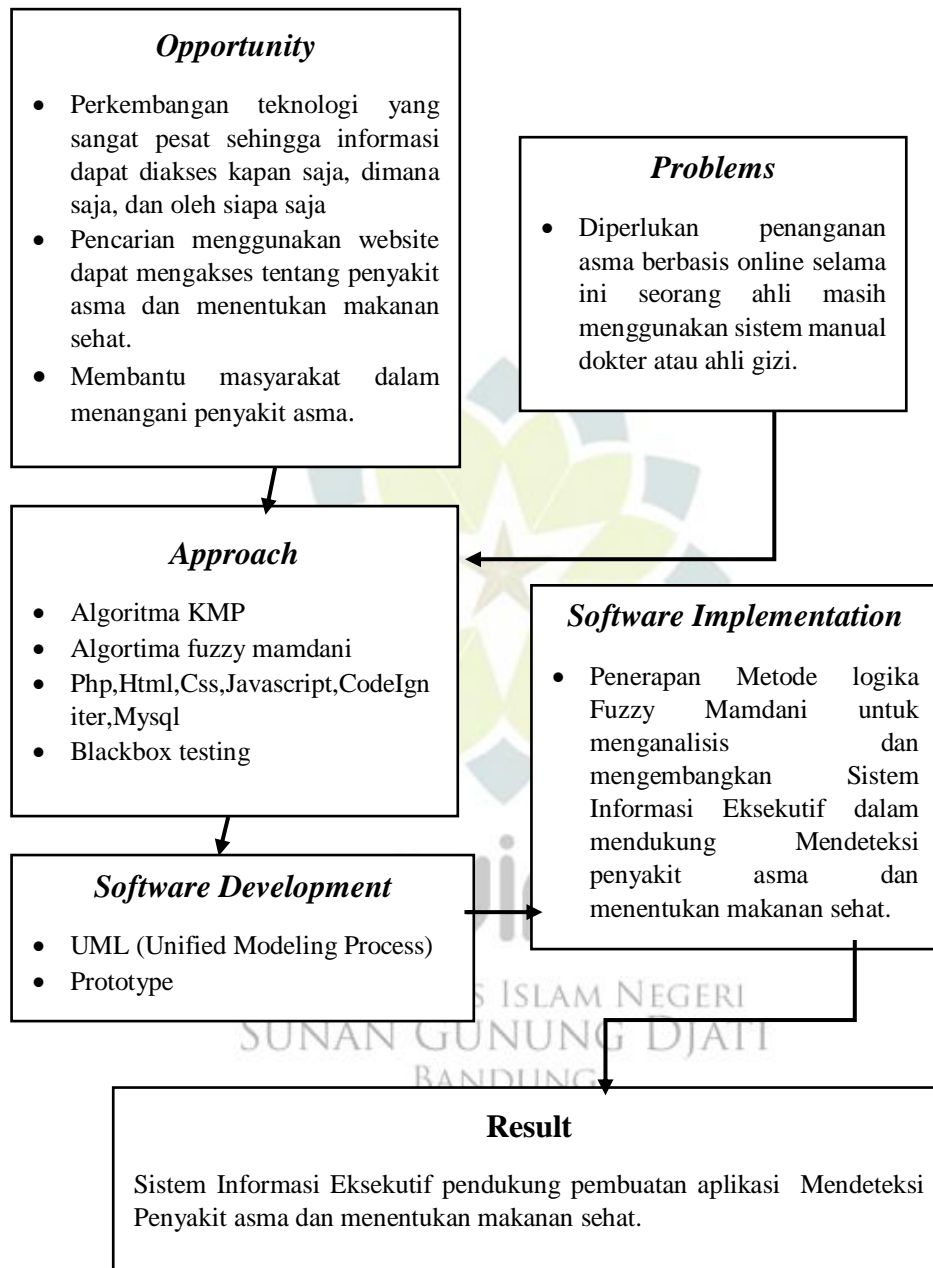 Opportunity
• Perkembangan teknologi yang
sangat pesat sehingga informasi
dapat diakses kapan saja, dimana
saja, dan oleh siapa saja
• Pencarian menggunakan website
dapat mengakses tentang penyakit
asma dan menentukan makanan
sehat.
• Membantu masyarakat dalam
menangani penyakit asma.
Problems
• Diperlukan penanganan
asma berbasis online selama
ini seorang ahli masih
menggunakan sistem manual
dokter atau ahli gizi.
Approach
• Algoritma KMP
• Algortima fuzzy mamdani
• Php,Html,Css,Javascript,CodeIgn
iter,Mysql
• Blackbox testing
Software Implementation
• Penerapan Metode logika
Fuzzy Mamdani untuk
menganalisis dan
mengembangkan Sistem
Informasi Eksekutif dalam
mendukung Mendeteksi
penyakit asma dan
menentukan makanan sehat.
Software Development
• UML (Unified Modeling Process)
• Prototype
S ISLAM NEGERI
SUNAN GUNUNG DJATI
BANDUNG
Result
Sistem Informasi Eksekutif pendukung pembuatan aplikasi Mendeteksi
Penyakit asma dan menentukan makanan sehat.